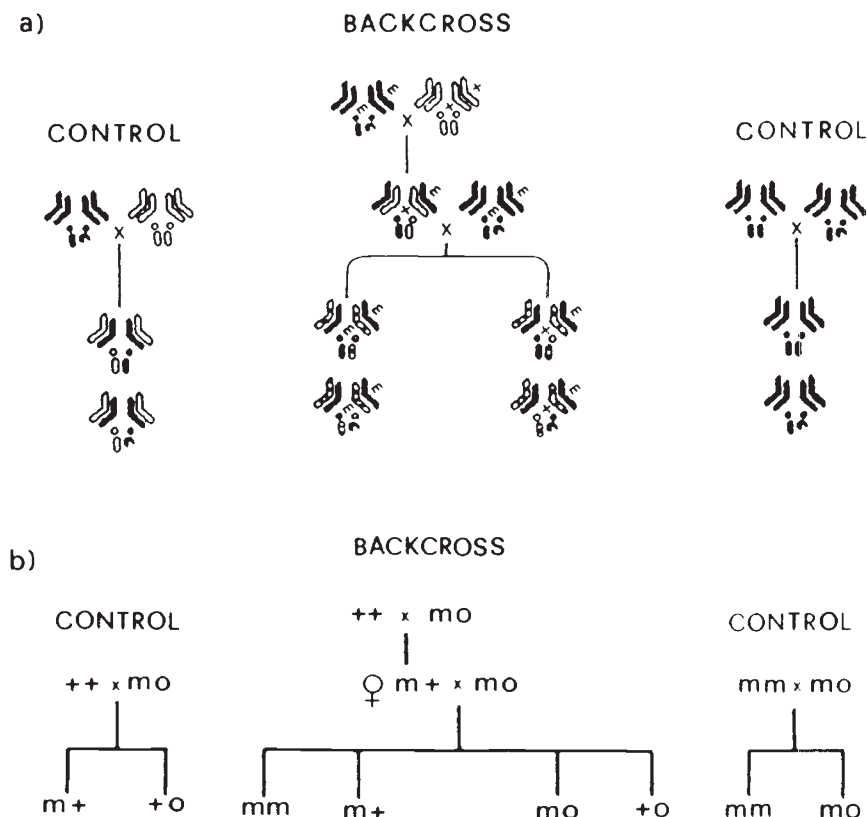 a)
BACKCROSS
CONTROL
CONTROL
E
+
E
+
x
E
E
+
E
x
x
x
E
E
E
+
E
E
E
+
b)
BACKCROSS
CONTROL
++ x mo
CONTROL
++ x mo
♀ m+ x mo
mm x mo
m+
+o
mm
m+
mo
+o
mm
mo